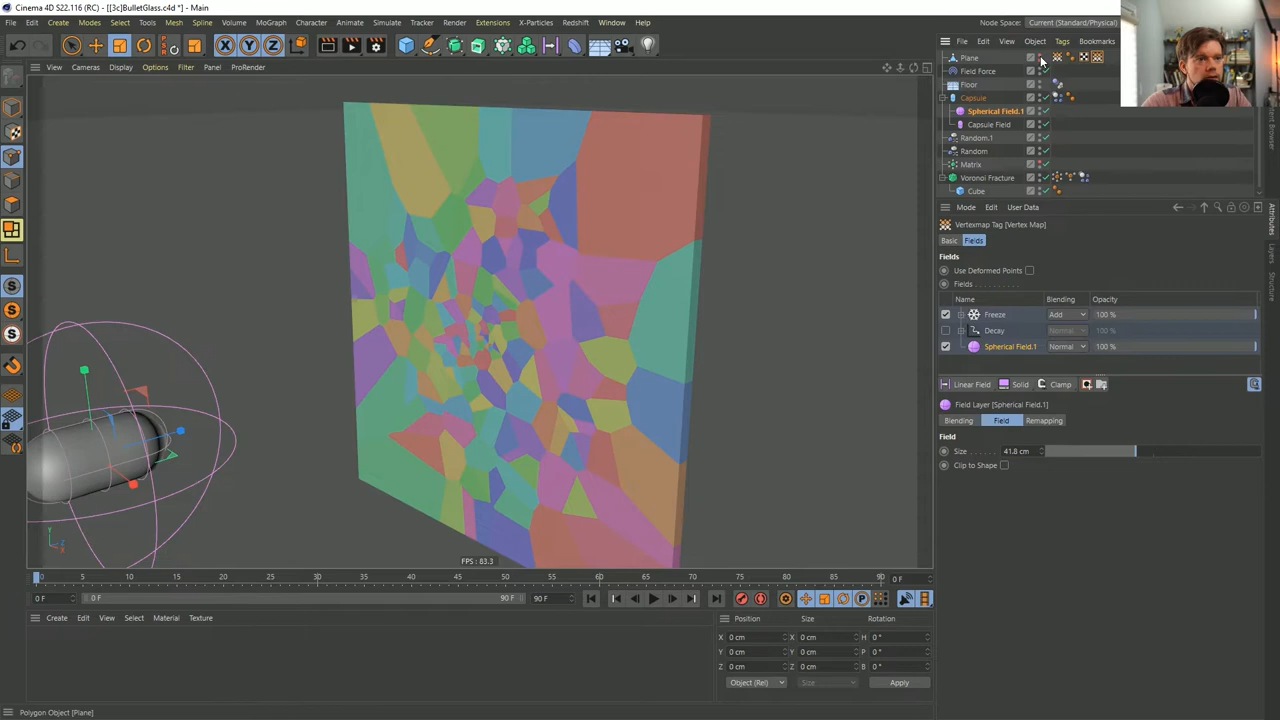 Cinema 4D S22.116 (RC) - [[3c]BulletGlass.c4d *] - Main
File Edit Create Modes Select Tools Mesh Spline Volume MoGraph Character Animate Simulate Tracker Render Extensions X-Particles Redshift Window Help
Node Space: Current (Standard/Physical)
File Edit View Object Tags Bookmarks
View Cameras Display Options Filter Panel ProRender
Plane
Field Force
Floor
Capsule
Spherical Field.1
Capsule Field
Random.1
Random
Matrix
Voronoi Fracture
Cube
Content Browser
Mode Edit User Data
Attributes
Layers
Structure
Vertexmap Tag [Vertex Map]
Basic Fields
Fields
Use Deformed Points
Fields
Name Blending Opacity
Freeze Add 100 %
Decay Normal 100 %
Spherical Field.1 Normal 100 %
Linear Field Solid Clamp
Field Layer [Spherical Field.1]
Blending Field Remapping
Field
Size 41.8 cm
Clip to Shape
Y
Z
X
FPS : 83.3
0 5 10 15 20 25 30 35 40 45 50 55 60 65 70 75 80 85 90 0 F
0 F 0 F 90 F 90 F
Create Edit View Select Material Texture
Position Size Rotation
X 0 cm X 0 cm H 0 °
Y 0 cm Y 0 cm P 0 °
Z 0 cm Z 0 cm B 0 °
Object (Rel) Size Apply
Polygon Object [Plane]